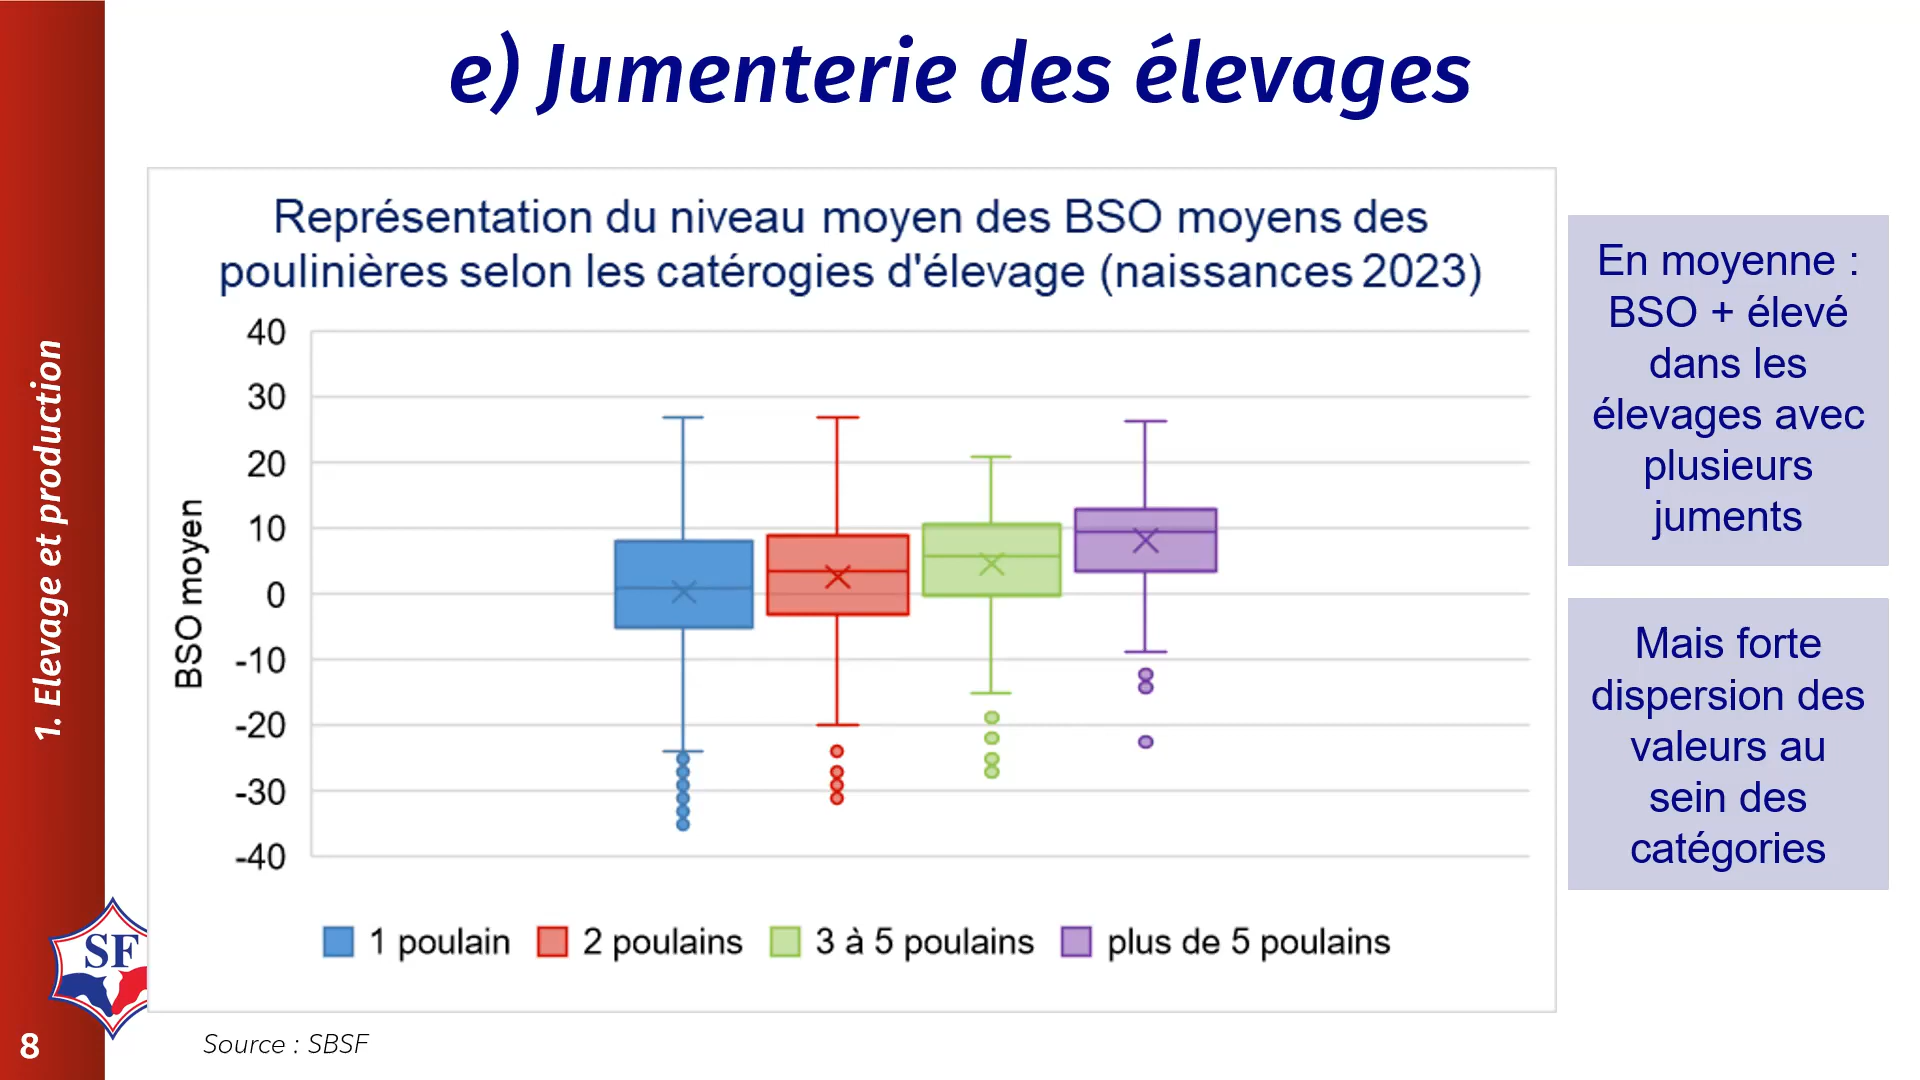 e) Jumenterie des élevages
Représentation du niveau moyen des BSO moyens des
poulinières selon les catérogies d'élevage (naissances 2023)
40
30
20
10
0
-10
-20
-30
-40
BSO moyen
1 poulain
2 poulains
3 à 5 poulains
plus de 5 poulains
En moyenne :
BSO + élevé
dans les
élevages avec
plusieurs
juments
Mais forte
dispersion des
valeurs au
sein des
catégories
1. Elevage et production
SF
8
Source : SBSF